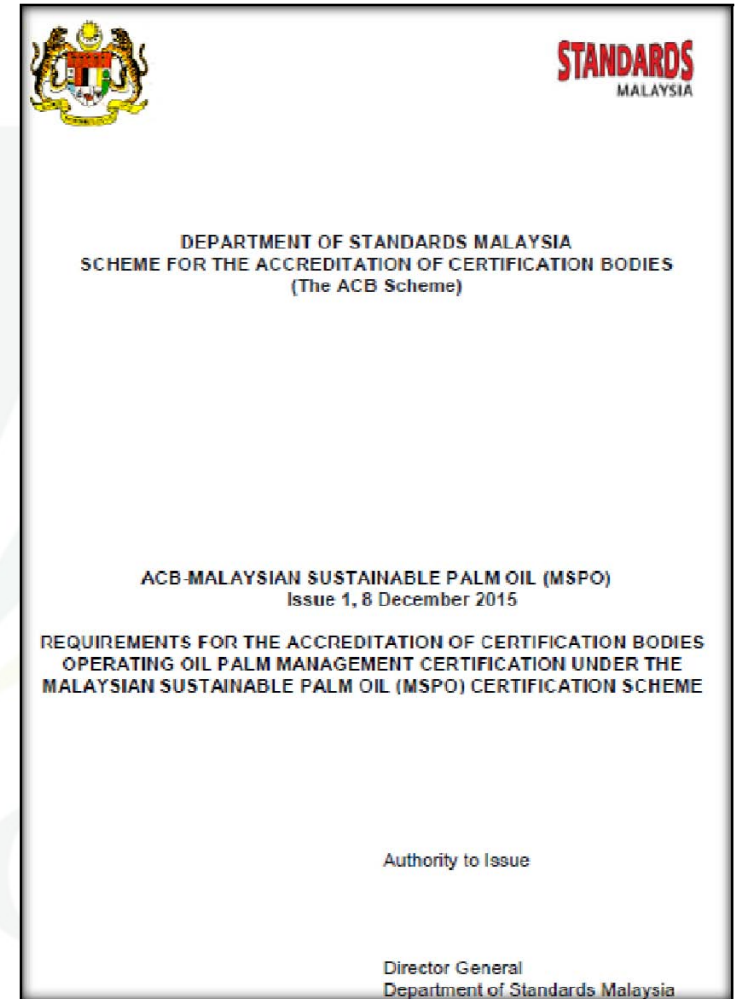 STANDARDS
MALAYSIA
DEPARTMENT OF STANDARDS MALAYSIA
SCHEME FOR THE ACCREDITATION OF CERTIFICATION BODIES
(The ACB Scheme)
ACB-MALAYSIAN SUSTAINABLE PALM OIL (MSPO)
Issue 1, 8 December 2015
REQUIREMENTS FOR THE ACCREDITATION OF CERTIFICATION BODIES
OPERATING OIL PALM MANAGEMENT CERTIFICATION UNDER THE
MALAYSIAN SUSTAINABLE PALM OIL (MSPO) CERTIFICATION SCHEME
Authority to Issue
Director General
Department of Standards Malaysia